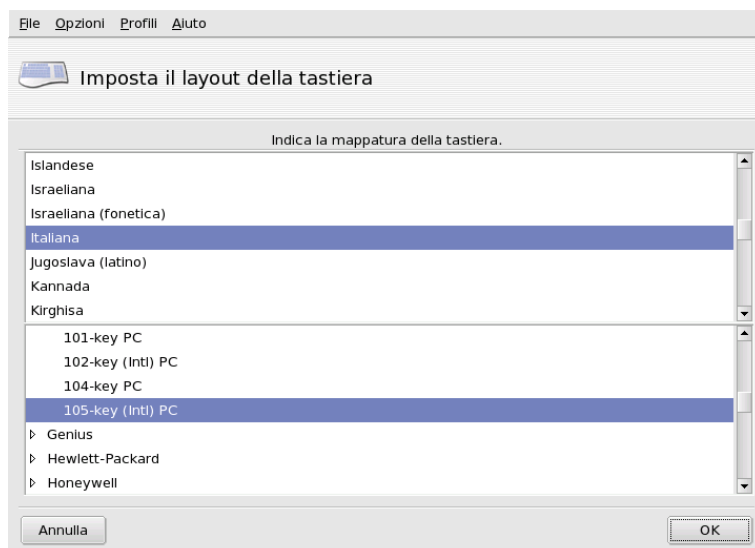 File Opzioni Profili Aiuto
Imposta il layout della tastiera
Indica la mappatura della tastiera.
Islandese
Israeliana
Israeliana (fonetica)
Italiana
Jugoslava (latino)
Kannada
Kirghisa
101-key PC
102-key (Intl) PC
104-key PC
105-key (Intl) PC
Genius
Hewlett-Packard
Honeywell
Annulla OK